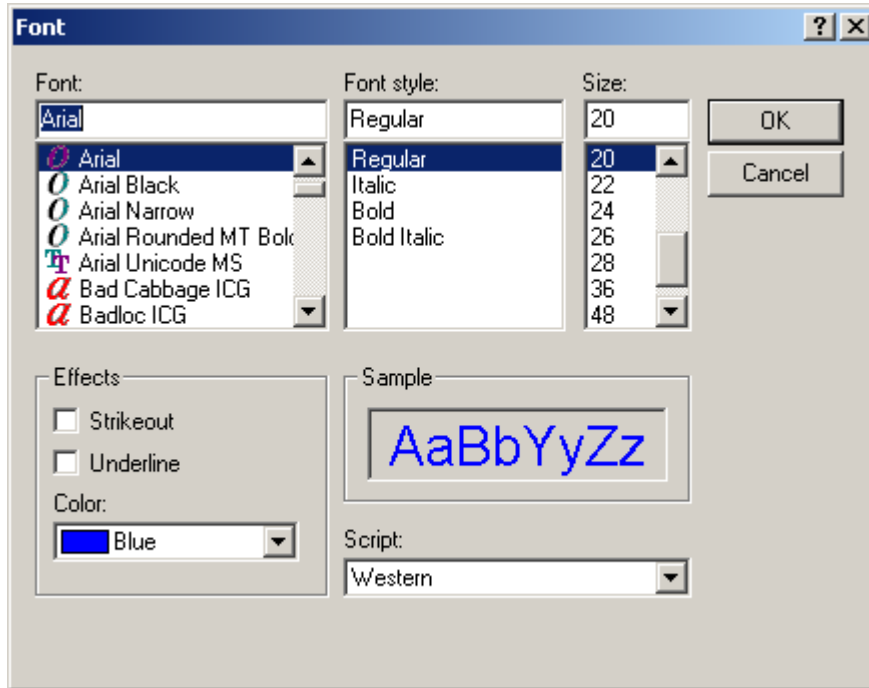 Font
Font: Font style: Size:
Arial Regular 20 OK
Arial Regular 20
Arial Black Italic 22 Cancel
Arial Narrow Bold 24
Arial Rounded MT Bold Bold Italic 26
Arial Unicode MS 28
Bad Cabbage ICG 36
Badloc ICG 48
Effects Sample
Strikeout
AaBbYyZz
Underline
Color:
Blue
Script:
Western